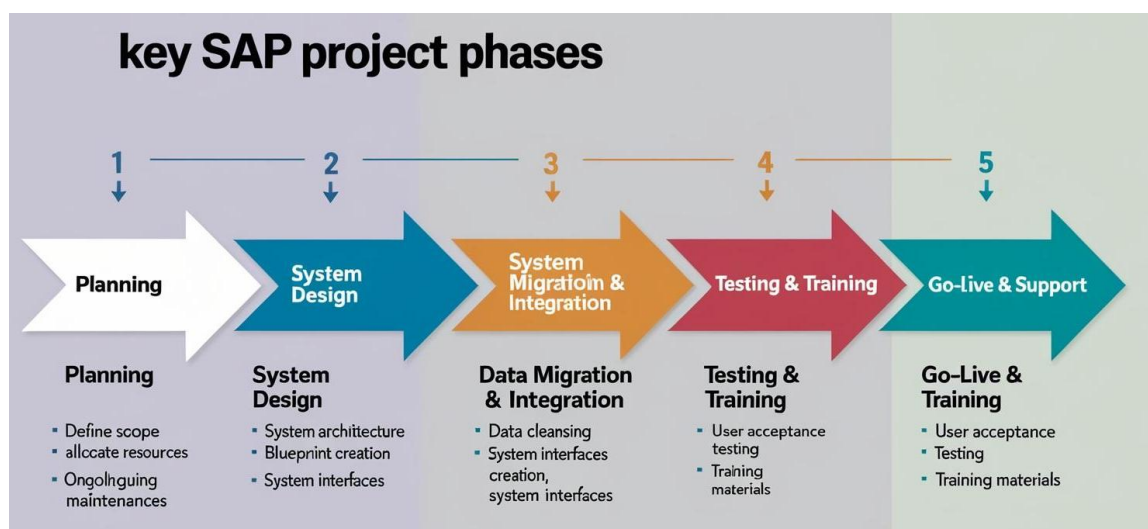 key SAP project phases
1
2
3
4
5
Planning
System
Design
System
Migratioin &
Integration
Testing & Training
Go-live & Support
Planning
Define scope
allocate resources
Ongolnguing
maintenances
System
Design
System architecture
Blueprint creation
System interfaces
Data Migration
& Integration
Data cleansing
System interfaces
creation,
system interfaces
Testing &
Training
User acceptance
testing
Training
materials
Go-Live &
Training
User acceptance
Testing
Training materials